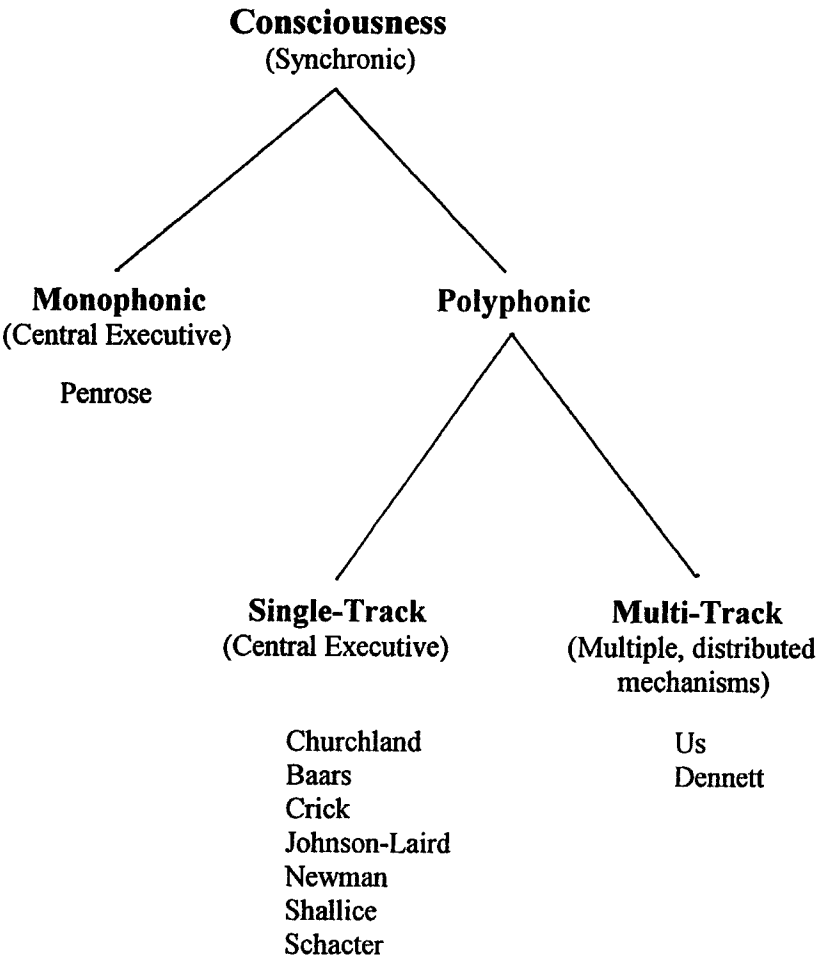 Consciousness
(Synchronic)
Monophonic
(Central Executive)
Penrose
Polyphonic
Single-Track
(Central Executive)
Churchland
Baars
Crick
Johnson-Laird
Newman
Shallice
Schacter
Multi-Track
(Multiple, distributed
mechanisms)
Us
Dennett